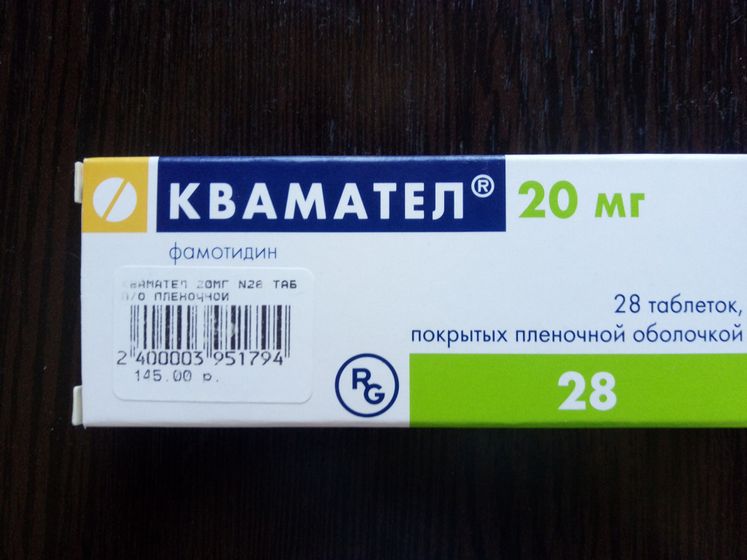 КВАМАТЕЛ® 20 мг
фамотидин
КВАМАТЕЛ 20МГ N28 ТАБ
П/О ПЛЕНОЧНОЙ
2 400003 951794
145.00 р.
28 таблеток,
покрытых пленочной оболочкой
RG
28